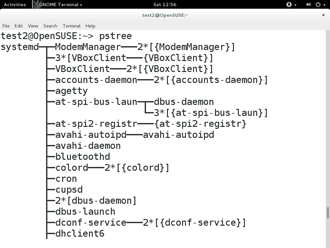 Activities GNOME Terminal Sat 12:56
test2@OpenSUSE:~
File Edit View Search Terminal Help
test2@OpenSUSE:~> pstree
systemd─┬─ModemManager───2*[{ModemManager}]
├─3*[VBoxClient───{VBoxClient}]
├─VBoxClient───2*[{VBoxClient}]
├─accounts-daemon───2*[{accounts-daemon}]
├─agetty
├─at-spi-bus-laun─┬─dbus-daemon
│ └─3*[{at-spi-bus-laun}]
├─at-spi2-registr───{at-spi2-registr}
├─avahi-autoipd───avahi-autoipd
├─avahi-daemon
├─bluetoothd
├─colord───2*[{colord}]
├─cron
├─cupsd
├─2*[dbus-daemon]
├─dbus-launch
├─dconf-service───2*[{dconf-service}]
├─dhclient6